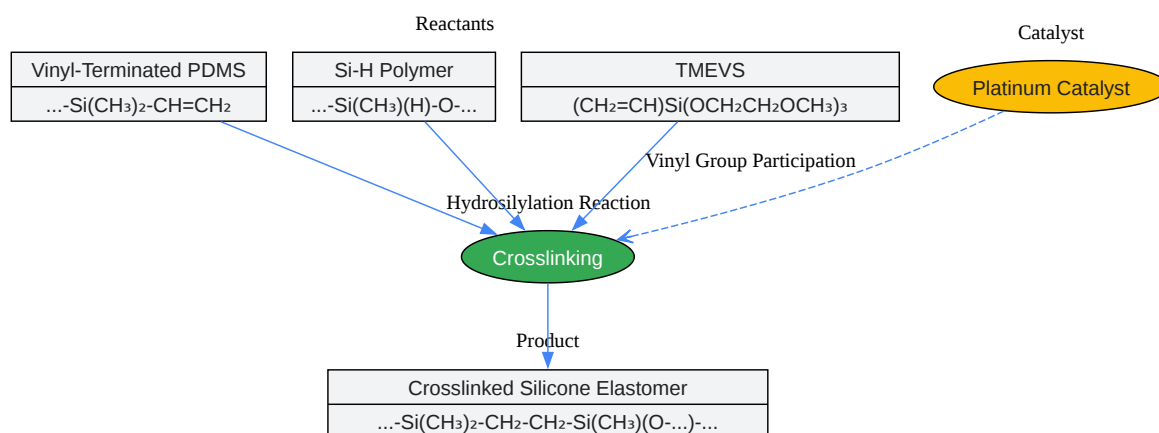 Reactants
Catalyst
Vinyl-Terminated PDMS
...-Si(CH₃)₂-CH=CH₂
Si-H Polymer
...-Si(CH₃)(H)-O-...
TMEVS
(CH₂=CH)Si(OCH₂CH₂OCH₃)₃
Platinum Catalyst
Vinyl Group Participation
Hydrosilylation Reaction
Crosslinking
Product
Crosslinked Silicone Elastomer
...-Si(CH₃)₂-CH₂-CH₂-Si(CH₃)(O-...)-...